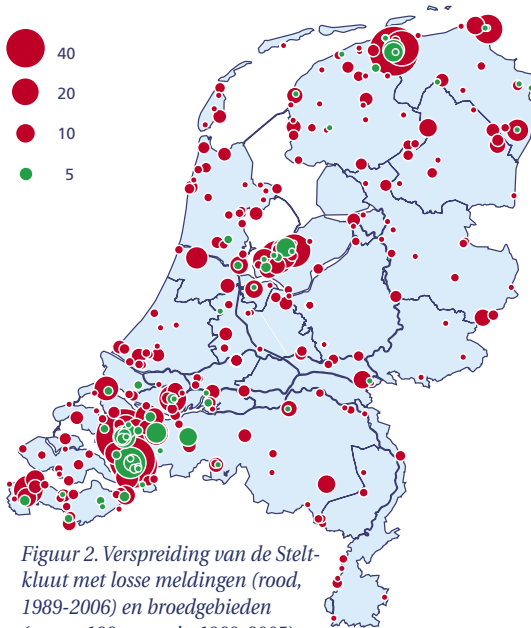 40
20
10
5
Figuur 2. Verspreiding van de Stelt-
kluut met losse meldingen (rood,
1989-2006) en broedgebieden